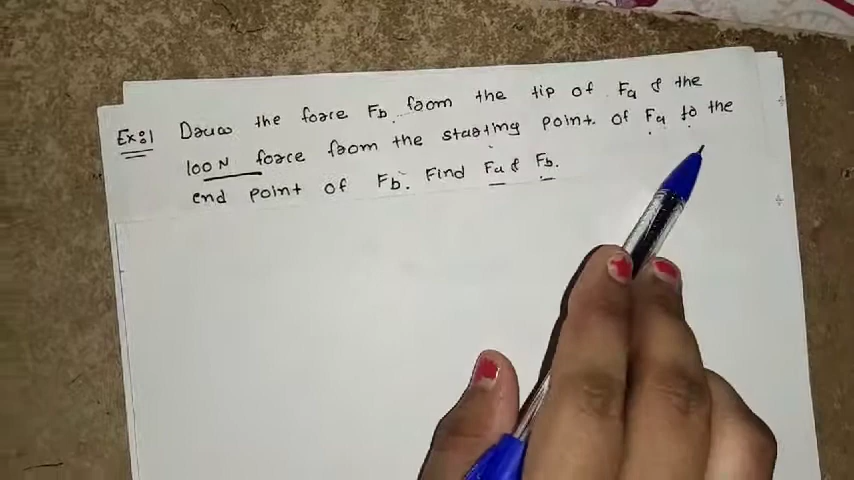 Ex:1 Draw the force Fb from the tip of Fa & the
100 N force from the starting point of Fa to the
end point of Fb. Find Fa & Fb.